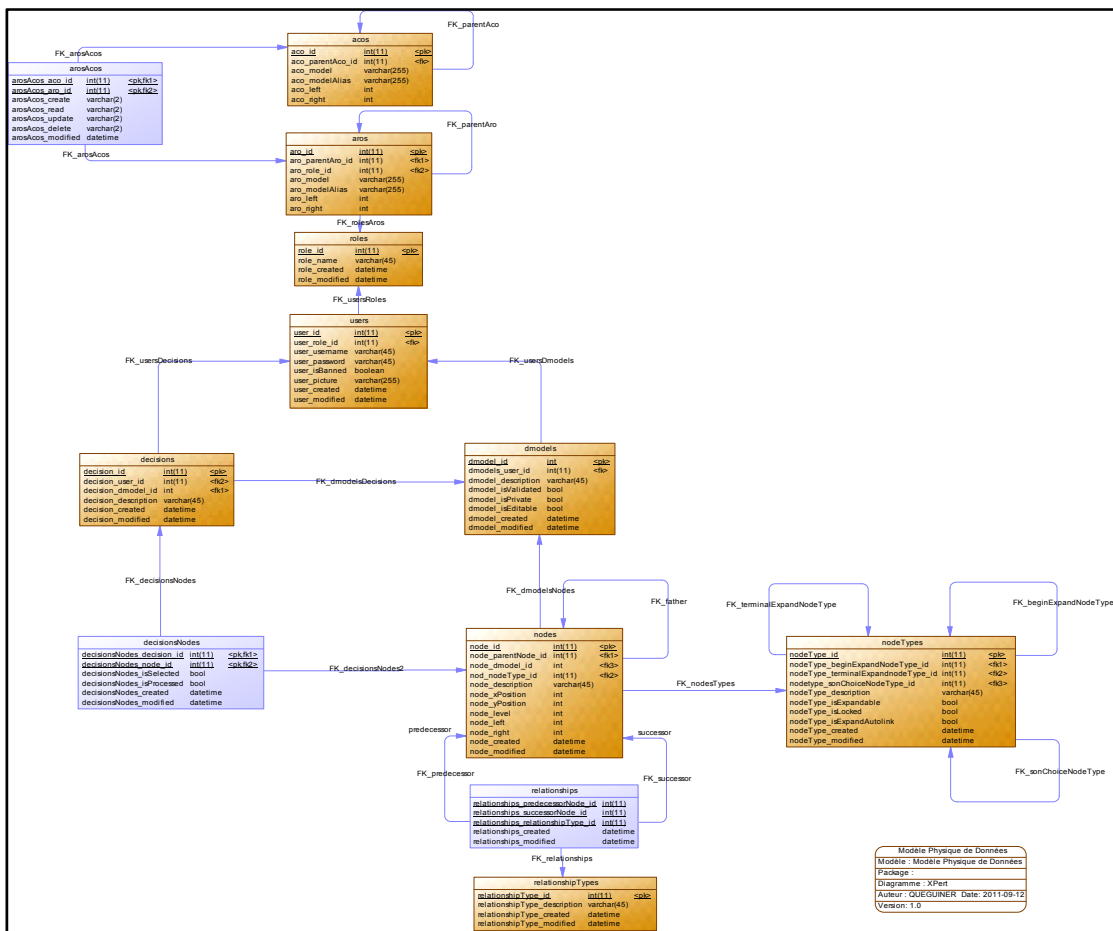 FK_parentAco
acos
aco_id int(11) <pk>
aco_parentAco_id int(11) <fk>
aco_model varchar(255)
aco_modelAlias varchar(255)
aco_left int
aco_right int
FK_arosAcos
arosAcos
arosAcos_aco_id int(11) <pk,fk1>
arosAcos_aro_id int(11) <pk,fk2>
arosAcos_create varchar(2)
arosAcos_read varchar(2)
arosAcos_update varchar(2)
arosAcos_delete varchar(2)
arosAcos_modified datetime
FK_arosAcos
FK_parentAro
aros
aro_id int(11) <pk>
aro_parentAro_id int(11) <fk1>
aro_role_id int(11) <fk2>
aro_model varchar(255)
aro_modelAlias varchar(255)
aro_left int
aro_right int
FK_rolesAros
roles
role_id int(11) <pk>
role_name varchar(45)
role_created datetime
role_modified datetime
FK_usersRoles
users
user_id int(11) <pk>
user_role_id int(11) <fk>
user_username varchar(45)
user_password varchar(45)
user_isBanned boolean
user_picture varchar(255)
user_created datetime
user_modified datetime
FK_usersDecisions
FK_usersDmodels
decisions
decision_id int(11) <pk>
decision_user_id int(11) <fk2>
decision_dmodel_id int <fk1>
decision_description varchar(45)
decision_created datetime
decision_modified datetime
FK_dmodelsDecisions
dmodels
dmodel_id int <pk>
dmodels_user_id int(11) <fk>
dmodel_description varchar(45)
dmodel_isValidated bool
dmodel_isPrivate bool
dmodel_isEditable bool
dmodel_created datetime
dmodel_modified datetime
FK_decisionsNodes
FK_dmodelsNodes
FK_father
decisionsNodes
decisionsNodes_decision_id int(11) <pk,fk1>
decisionsNodes_node_id int(11) <pk,fk2>
decisionsNodes_isSelected bool
decisionsNodes_isProcessed bool
decisionsNodes_created datetime
decisionsNodes_modified datetime
FK_decisionsNodes2
nodes
node_id int(11) <pk>
node_parentNode_id int(11) <fk1>
node_dmodel_id int <fk3>
nod_nodeType_id int(11) <fk2>
node_description varchar(45)
node_xPosition int
node_yPosition int
node_level int
node_left int
node_right int
node_created datetime
node_modified datetime
FK_nodesTypes
FK_terminalExpandNodeType
FK_beginExpandNodeType
nodeTypes
nodeType_id int(11) <pk>
nodeType_beginExpandNodeType_id int(11) <fk1>
nodeType_terminalExpandnodeType_id int(11) <fk2>
nodetype_sonChoiceNodeType_id int(11) <fk3>
nodeType_description varchar(45)
nodeType_isExpandable bool
nodeType_isLocked bool
nodeType_isExpandAutolink bool
nodeType_created datetime
nodeType_modified datetime
FK_sonChoiceNodeType
predecessor
successor
FK_predecessor
FK_successor
relationships
relationships_predecessorNode_id int(11)
relationships_successorNode_id int(11)
relationships_relationshipType_id int(11)
relationships_created datetime
relationships_modified datetime
FK_relationships
relationshipTypes
relationshipType_id int(11) <pk>
relationshipType_description varchar(45)
relationshipType_created datetime
relationshipType_modified datetime
Modèle Physique de Données
Modèle : Modèle Physique de Données
Package :
Diagramme : XPert
Auteur : QUEGUINER Date: 2011-09-12
Version: 1.0